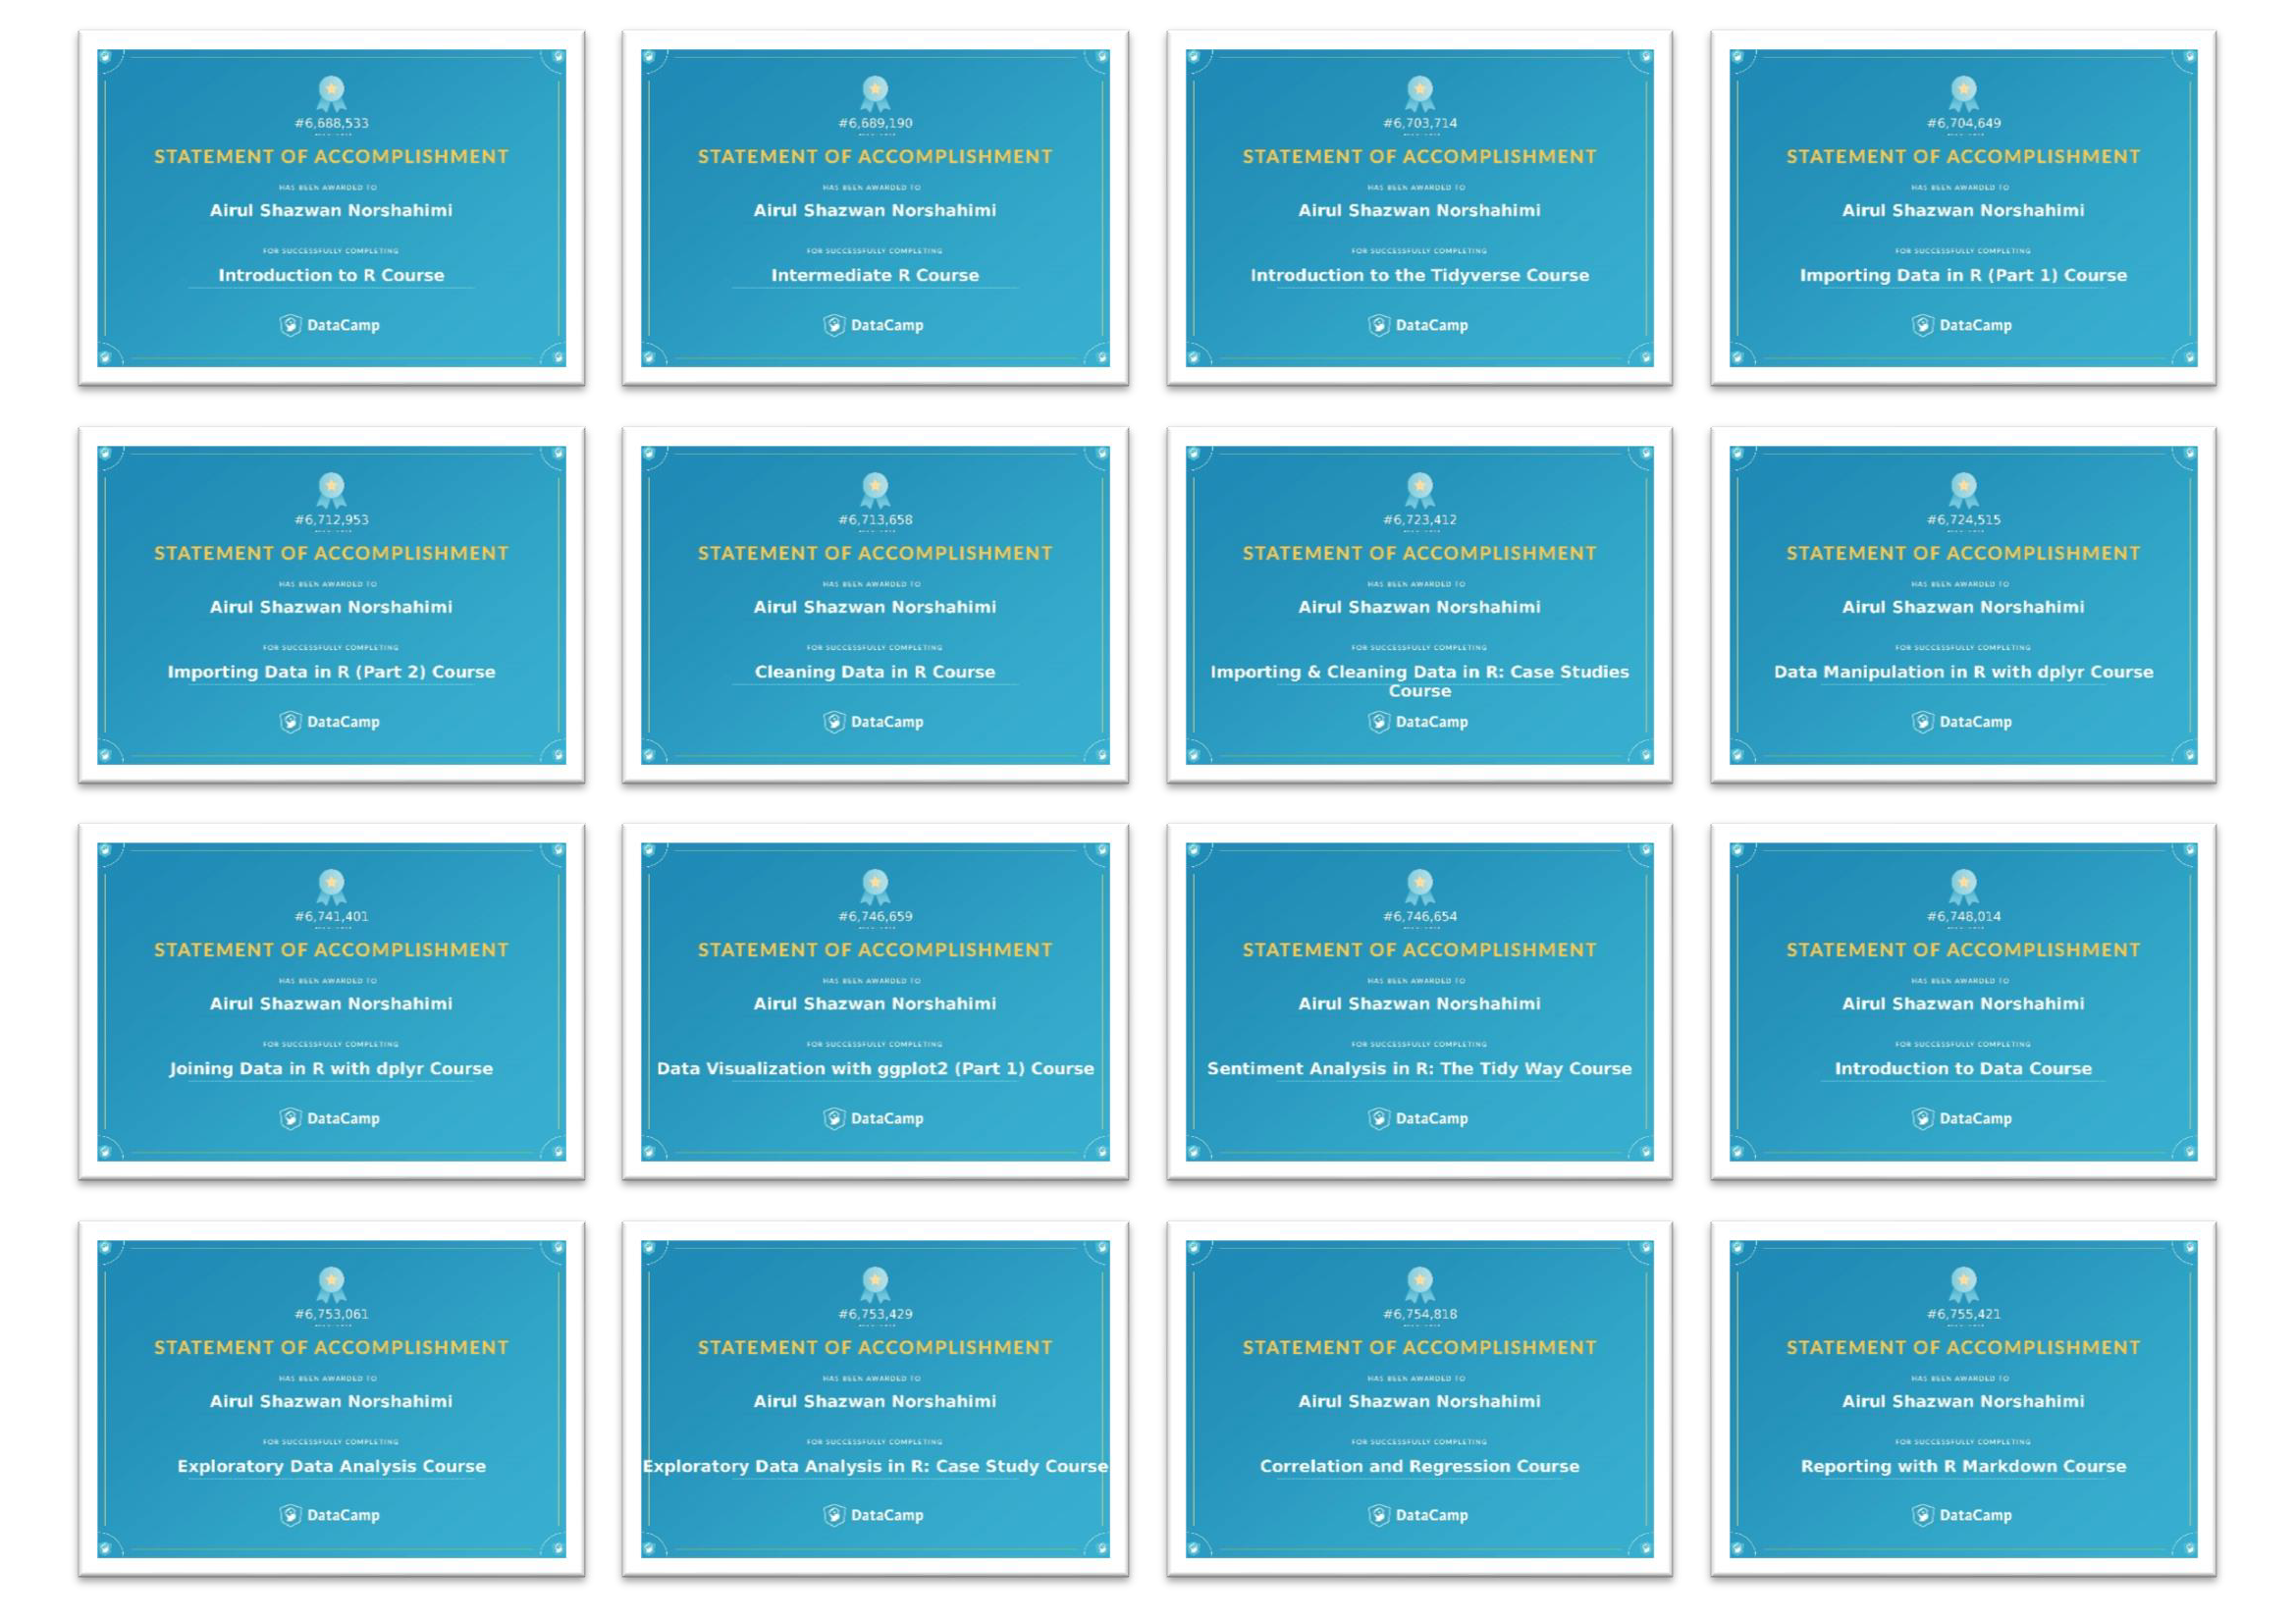 #6,688,533
STATEMENT OF ACCOMPLISHMENT
HAS BEEN AWARDED TO
Airul Shazwan Norshahimi
FOR SUCCESSFULLY COMPLETING
Introduction to R Course
DataCamp
#6,689,190
STATEMENT OF ACCOMPLISHMENT
HAS BEEN AWARDED TO
Airul Shazwan Norshahimi
FOR SUCCESSFULLY COMPLETING
Intermediate R Course
DataCamp
#6,703,714
STATEMENT OF ACCOMPLISHMENT
HAS BEEN AWARDED TO
Airul Shazwan Norshahimi
FOR SUCCESSFULLY COMPLETING
Introduction to the Tidyverse Course
DataCamp
#6,704,649
STATEMENT OF ACCOMPLISHMENT
HAS BEEN AWARDED TO
Airul Shazwan Norshahimi
FOR SUCCESSFULLY COMPLETING
Importing Data in R (Part 1) Course
DataCamp
#6,712,953
STATEMENT OF ACCOMPLISHMENT
HAS BEEN AWARDED TO
Airul Shazwan Norshahimi
FOR SUCCESSFULLY COMPLETING
Importing Data in R (Part 2) Course
DataCamp
#6,713,658
STATEMENT OF ACCOMPLISHMENT
HAS BEEN AWARDED TO
Airul Shazwan Norshahimi
FOR SUCCESSFULLY COMPLETING
Cleaning Data in R Course
DataCamp
#6,723,412
STATEMENT OF ACCOMPLISHMENT
HAS BEEN AWARDED TO
Airul Shazwan Norshahimi
FOR SUCCESSFULLY COMPLETING
Importing & Cleaning Data in R: Case Studies
Course
DataCamp
#6,724,515
STATEMENT OF ACCOMPLISHMENT
HAS BEEN AWARDED TO
Airul Shazwan Norshahimi
FOR SUCCESSFULLY COMPLETING
Data Manipulation in R with dplyr Course
DataCamp
#6,741,401
STATEMENT OF ACCOMPLISHMENT
HAS BEEN AWARDED TO
Airul Shazwan Norshahimi
FOR SUCCESSFULLY COMPLETING
Joining Data in R with dplyr Course
DataCamp
#6,746,659
STATEMENT OF ACCOMPLISHMENT
HAS BEEN AWARDED TO
Airul Shazwan Norshahimi
FOR SUCCESSFULLY COMPLETING
Data Visualization with ggplot2 (Part 1) Course
DataCamp
#6,746,654
STATEMENT OF ACCOMPLISHMENT
HAS BEEN AWARDED TO
Airul Shazwan Norshahimi
FOR SUCCESSFULLY COMPLETING
Sentiment Analysis in R: The Tidy Way Course
DataCamp
#6,748,014
STATEMENT OF ACCOMPLISHMENT
HAS BEEN AWARDED TO
Airul Shazwan Norshahimi
FOR SUCCESSFULLY COMPLETING
Introduction to Data Course
DataCamp
#6,753,061
STATEMENT OF ACCOMPLISHMENT
HAS BEEN AWARDED TO
Airul Shazwan Norshahimi
FOR SUCCESSFULLY COMPLETING
Exploratory Data Analysis Course
DataCamp
#6,753,429
STATEMENT OF ACCOMPLISHMENT
HAS BEEN AWARDED TO
Airul Shazwan Norshahimi
FOR SUCCESSFULLY COMPLETING
Exploratory Data Analysis in R: Case Study Course
DataCamp
#6,754,818
STATEMENT OF ACCOMPLISHMENT
HAS BEEN AWARDED TO
Airul Shazwan Norshahimi
FOR SUCCESSFULLY COMPLETING
Correlation and Regression Course
DataCamp
#6,755,421
STATEMENT OF ACCOMPLISHMENT
HAS BEEN AWARDED TO
Airul Shazwan Norshahimi
FOR SUCCESSFULLY COMPLETING
Reporting with R Markdown Course
DataCamp